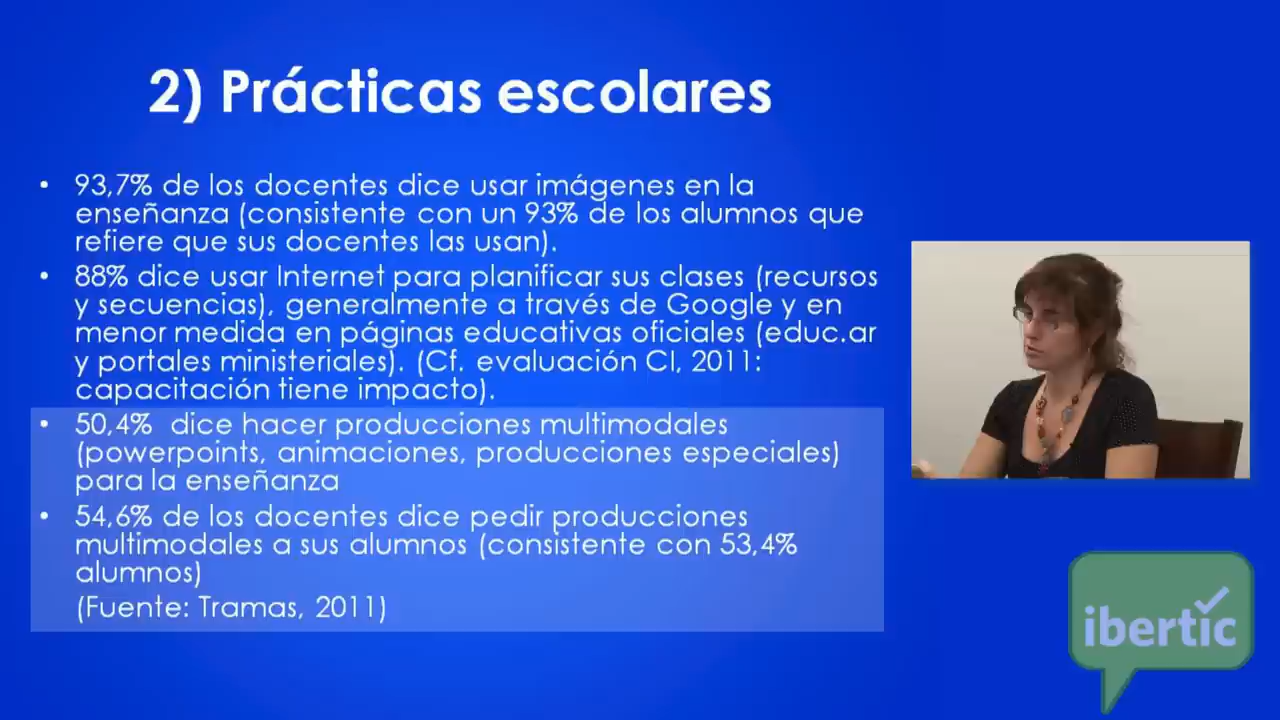 2) Prácticas escolares
• 93,7% de los docentes dice usar imágenes en la
enseñanza (consistente con un 93% de los alumnos que
refiere que sus docentes las usan).
• 88% dice usar Internet para planificar sus clases (recursos
y secuencias), generalmente a través de Google y en
menor medida en páginas educativas oficiales (educ.ar
y portales ministeriales). (Cf. evaluación CI, 2011:
capacitación tiene impacto).
• 50,4%  dice hacer producciones multimodales
(powerpoints, animaciones, producciones especiales)
para la enseñanza
• 54,6% de los docentes dice pedir producciones
multimodales a sus alumnos (consistente con 53,4%
alumnos)
(Fuente: Tramas, 2011)
ibertic